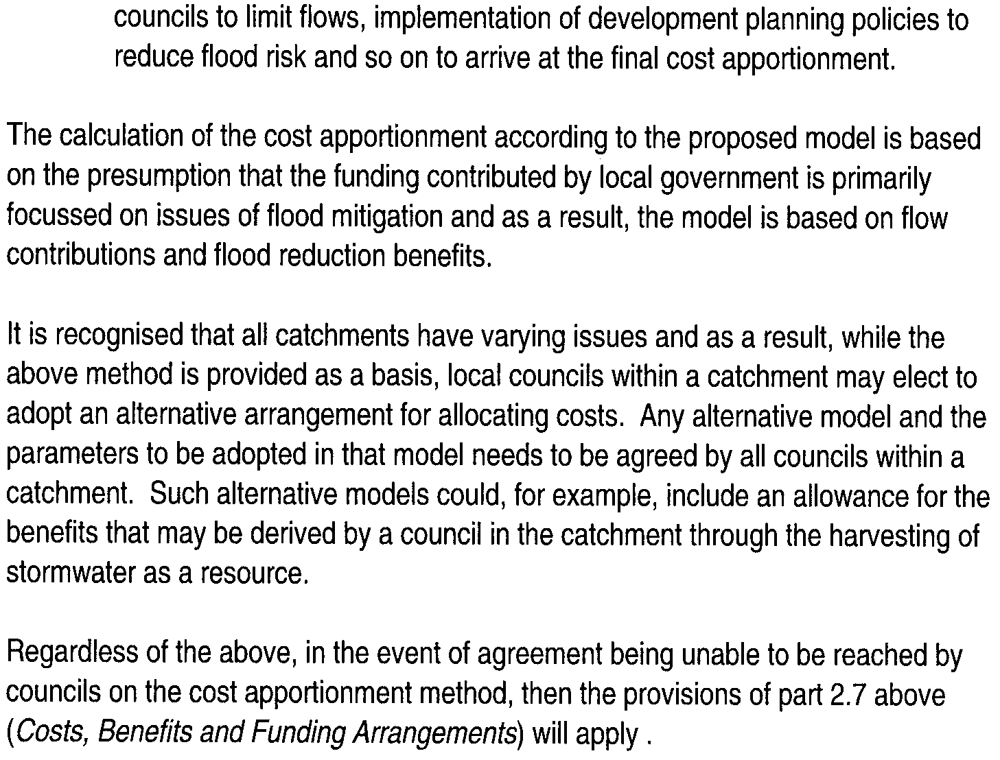 councils to limit flows, implementation of development planning policies to
reduce flood risk and so on to arrive at the final cost apportionment.
The calculation of the cost apportionment according to the proposed model is based
on the presumption that the funding contributed by local government is primarily
focussed on issues of flood mitigation and as a result, the model is based on flow
contributions and flood reduction benefits.
It is recognised that all catchments have varying issues and as a result, while the
above method is provided as a basis, local councils within a catchment may elect to
adopt an alternative arrangement for allocating costs.  Any alternative model and the
parameters to be adopted in that model needs to be agreed by all councils within a
catchment.  Such alternative models could, for example, include an allowance for the
benefits that may be derived by a council in the catchment through the harvesting of
stormwater as a resource.
Regardless of the above, in the event of agreement being unable to be reached by
councils on the cost apportionment method, then the provisions of part 2.7 above
(Costs, Benefits and Funding Arrangements) will apply .